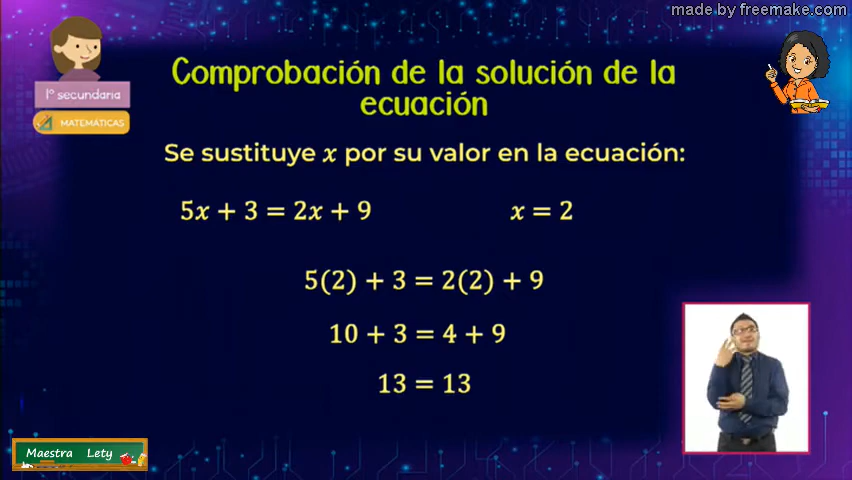 made by freemake.com
Comprobación de la solución de la
ecuación
1° secundaria
MATEMÁTICAS
Se sustituye x por su valor en la ecuación:
5x + 3 = 2x + 9
x = 2
5(2) + 3 = 2(2) + 9
10 + 3 = 4 + 9
13 = 13
Maestra Lety